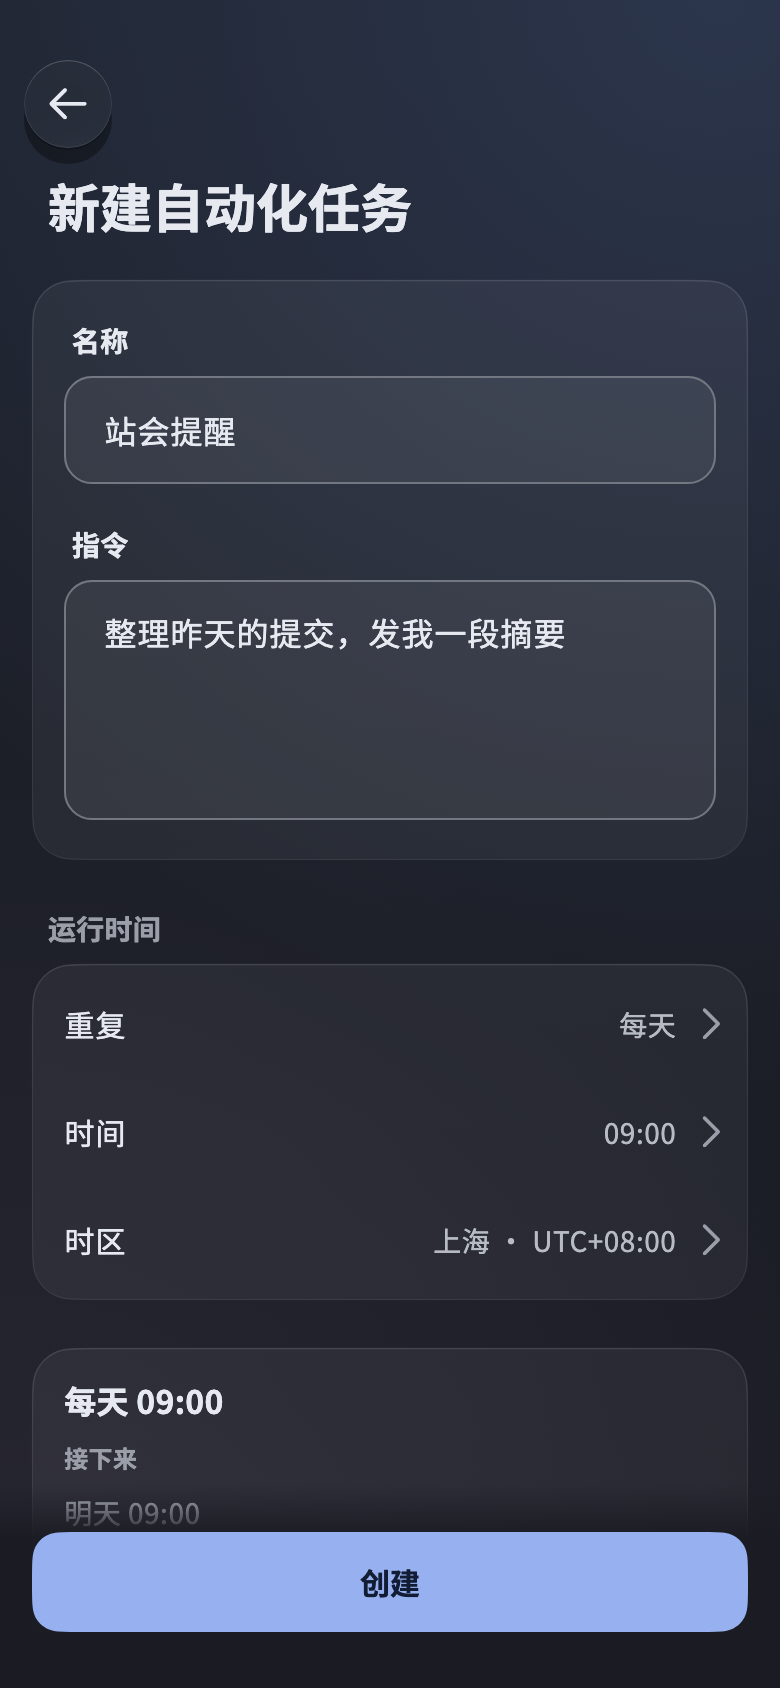 新建自动化任务
名称
站会提醒
指令
整理昨天的提交，发我一段摘要
运行时间
重复 每天
时间 09:00
时区 上海 · UTC+08:00
每天 09:00
接下来
明天 09:00
创建